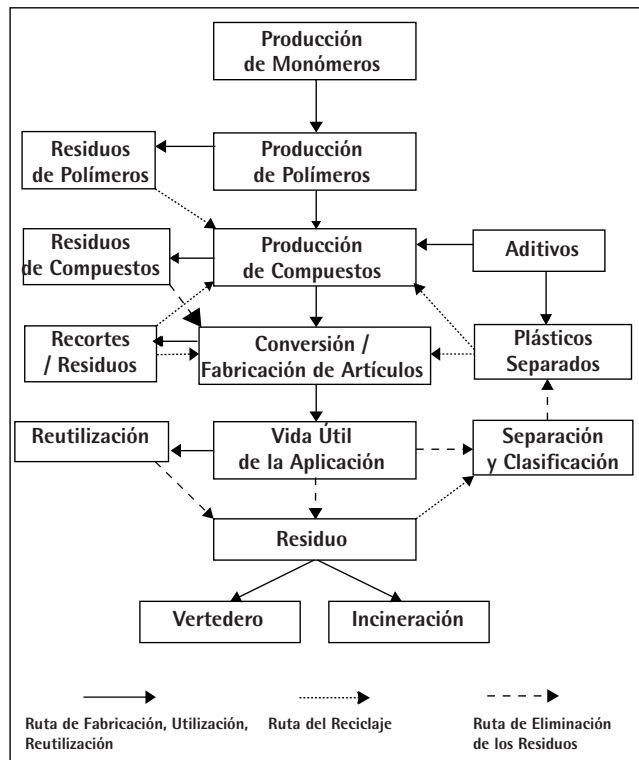 Producción
de Monómeros
Residuos
de Polímeros
Producción
de Polímeros
Residuos
de Compuestos
Producción
de Compuestos
Aditivos
Recortes
/ Residuos
Conversión /
Fabricación de Artículos
Plásticos
Separados
Reutilización
Vida Útil
de la Aplicación
Separación
y Clasificación
Residuo
Vertedero
Incineración
Ruta de Fabricación, Utilización,
Reutilización
Ruta del Reciclaje
Ruta de Eliminación
de los Residuos